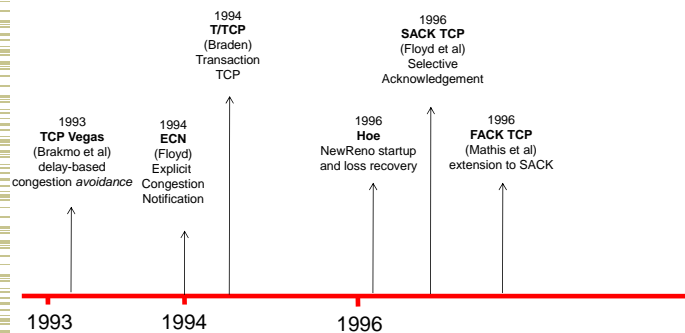 1993
TCP Vegas
(Brakmo et al)
delay-based
congestion avoidance
1994
ECN
(Floyd)
Explicit
Congestion
Notification
1994
T/TCP
(Braden)
Transaction
TCP
1996
Hoe
NewReno startup
and loss recovery
1996
SACK TCP
(Floyd et al)
Selective
Acknowledgement
1996
FACK TCP
(Mathis et al)
extension to SACK
1993
1994
1996